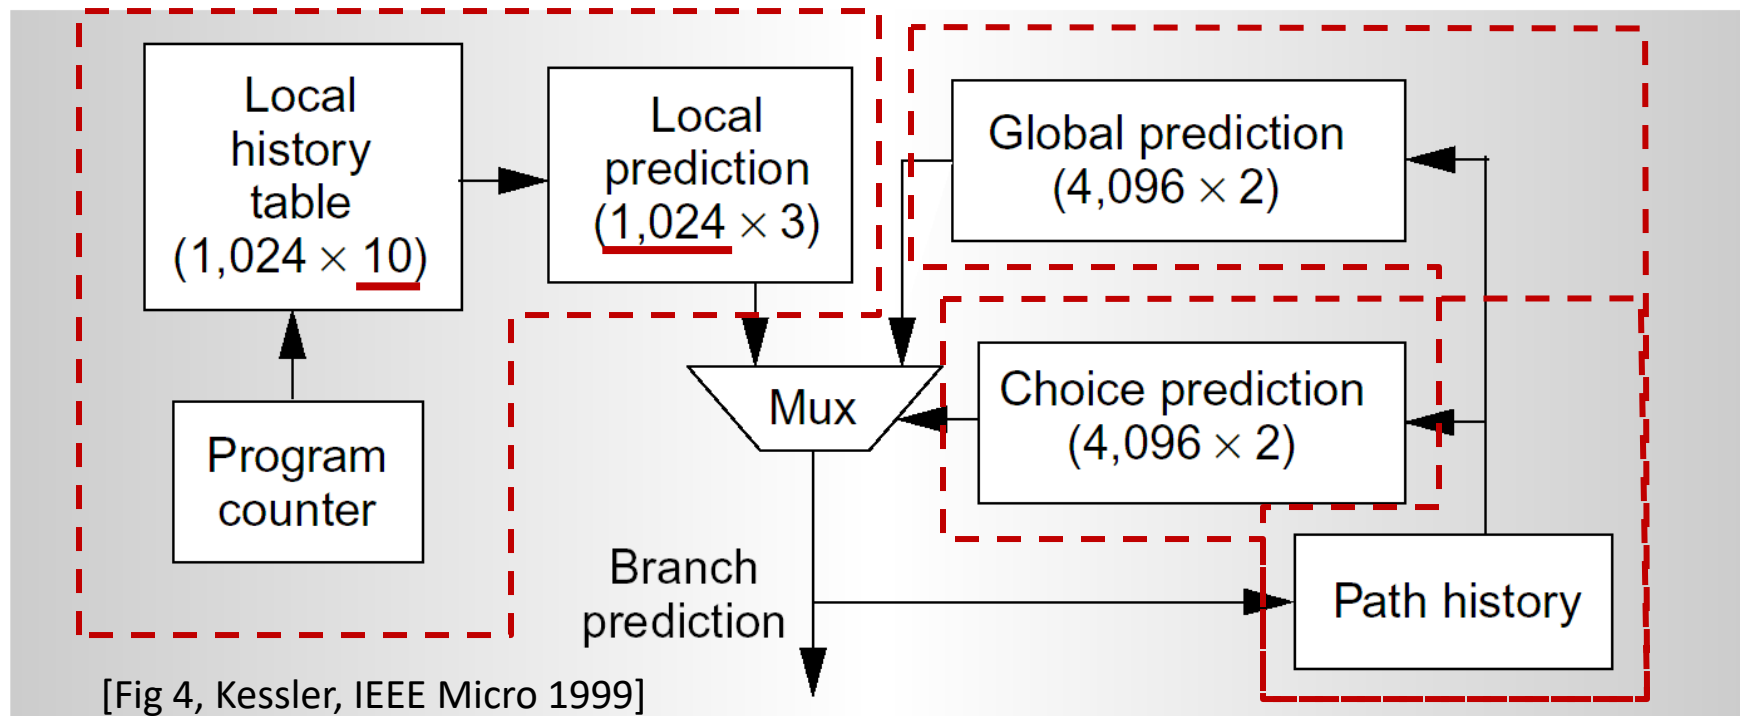 Local
history
table
(1,024 × 10)
Local
prediction
(1,024 × 3)
Global prediction
(4,096 × 2)
Mux
Choice prediction
(4,096 × 2)
Program
counter
Branch
prediction
Path history
[Fig 4, Kessler, IEEE Micro 1999]